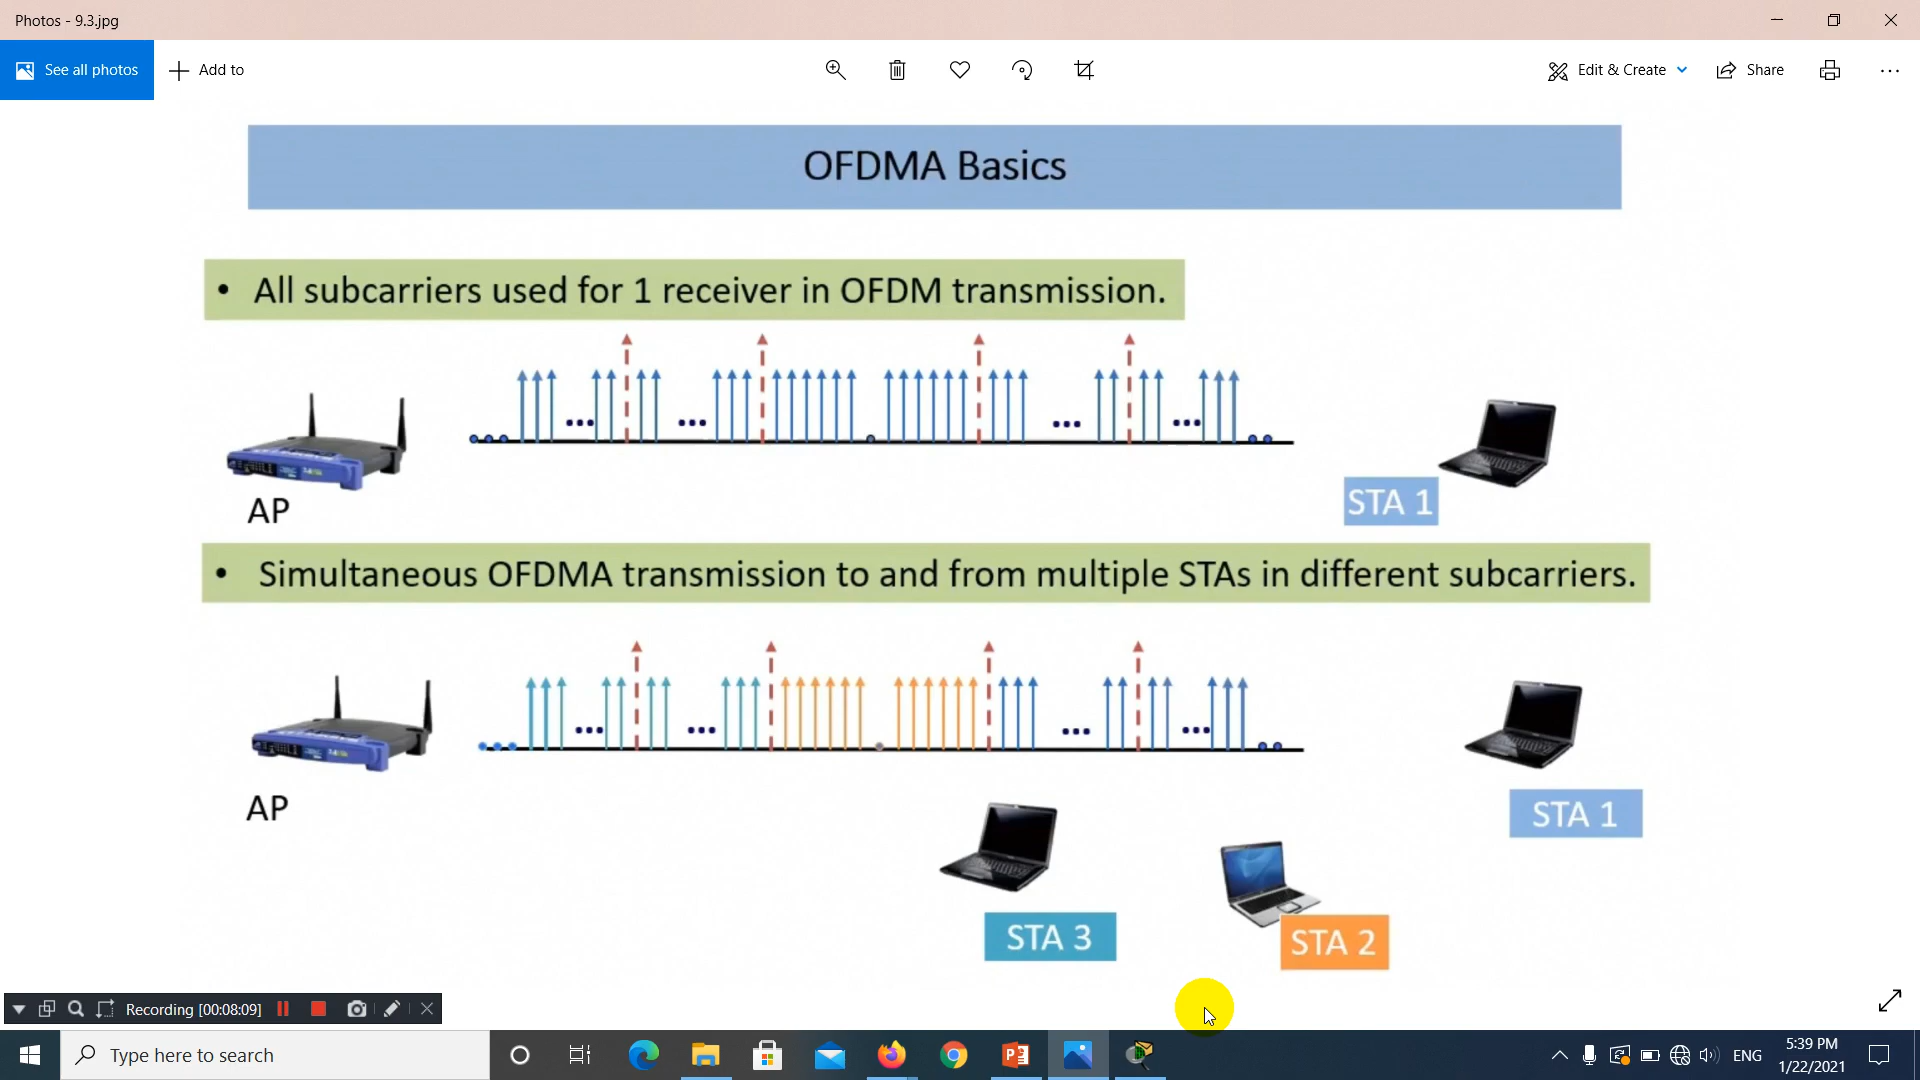 Photos - 9.3.jpg
See all photos
Add to
Edit & Create
Share
OFDMA Basics
• All subcarriers used for 1 receiver in OFDM transmission.
AP
STA 1
• Simultaneous OFDMA transmission to and from multiple STAs in different subcarriers.
AP
STA 1
STA 3
STA 2
Recording [00:08:09]
Type here to search
ENG
5:39 PM
1/22/2021